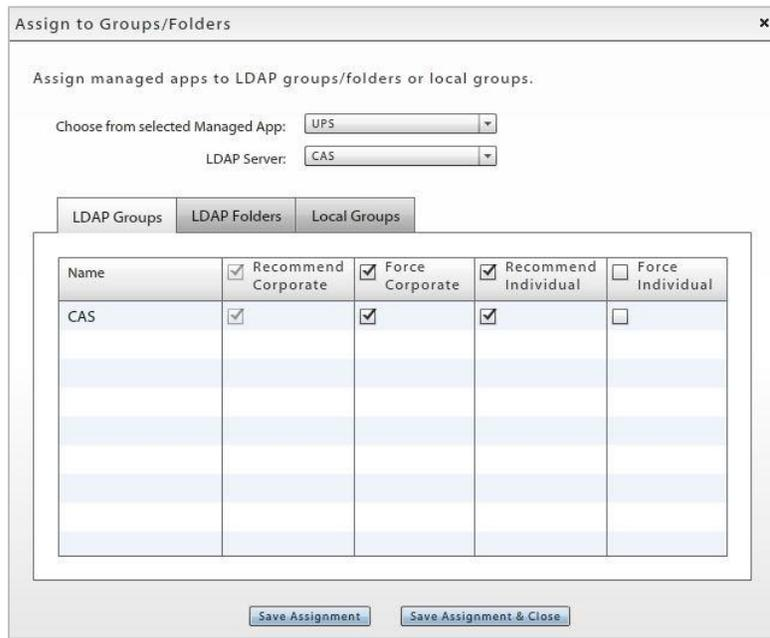 Assign to Groups/Folders
Assign managed apps to LDAP groups/folders or local groups.
Choose from selected Managed App: UPS
LDAP Server: CAS
LDAP Groups LDAP Folders Local Groups
Name Recommend Corporate Force Corporate Recommend Individual Force Individual
CAS
Save Assignment Save Assignment & Close